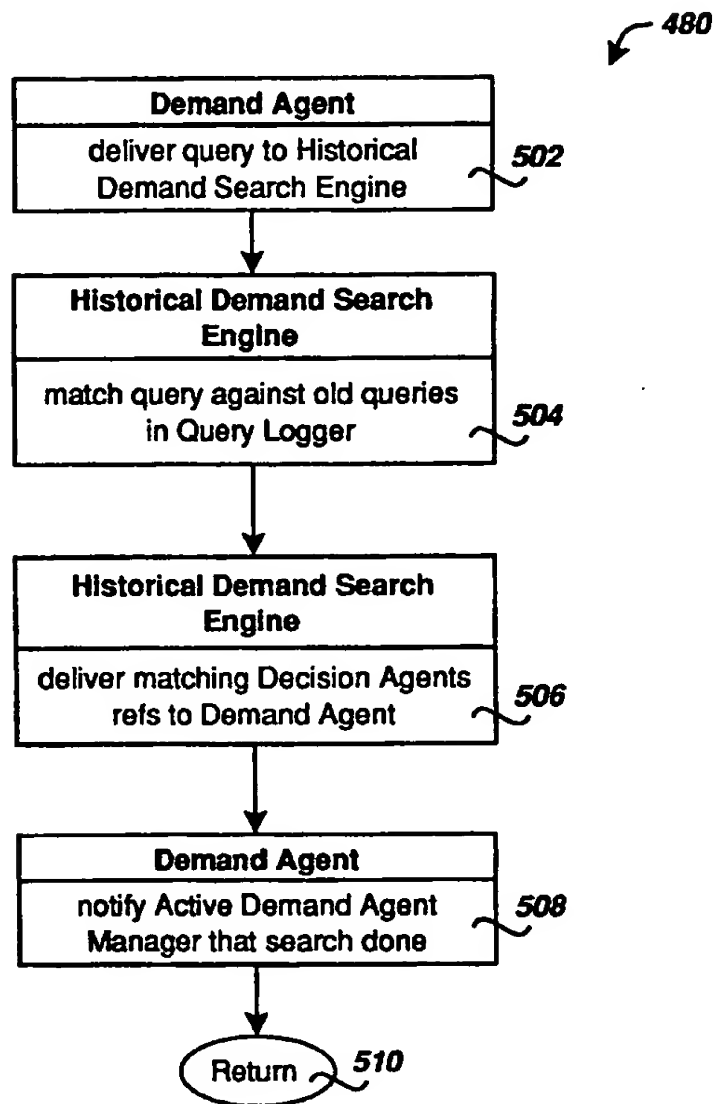 480
Demand Agent
deliver query to Historical
Demand Search Engine
502
Historical Demand Search
Engine
match query against old queries
in Query Logger
504
Historical Demand Search
Engine
deliver matching Decision Agents
refs to Demand Agent
506
Demand Agent
notify Active Demand Agent
Manager that search done
508
Return
510